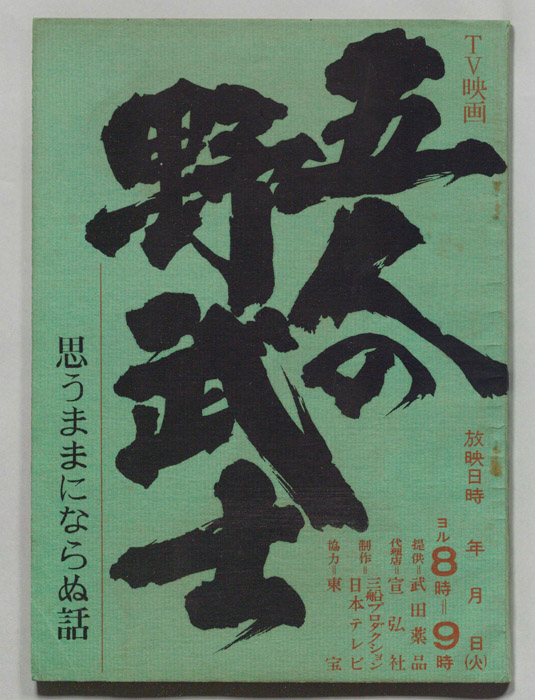 TV映画
五人の
野武士
思うままにならぬ話
放映日時 年 月 日(火)
ヨル8時=9時
提供=武田薬品
代理店=宣弘社
制作=三船プロダクション
日本テレビ
協力=東宝